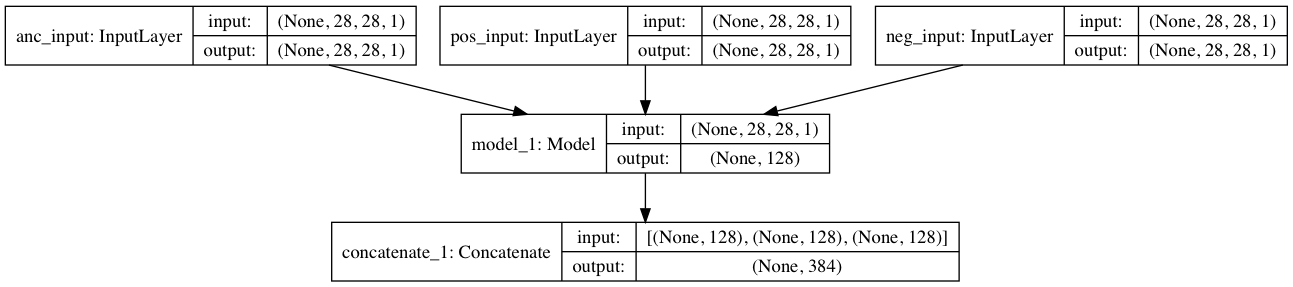 anc_input: InputLayer
input: (None, 28, 28, 1)
output: (None, 28, 28, 1)
pos_input: InputLayer
input: (None, 28, 28, 1)
output: (None, 28, 28, 1)
neg_input: InputLayer
input: (None, 28, 28, 1)
output: (None, 28, 28, 1)
model_1: Model
input: (None, 28, 28, 1)
output: (None, 128)
concatenate_1: Concatenate
input: [(None, 128), (None, 128), (None, 128)]
output: (None, 384)